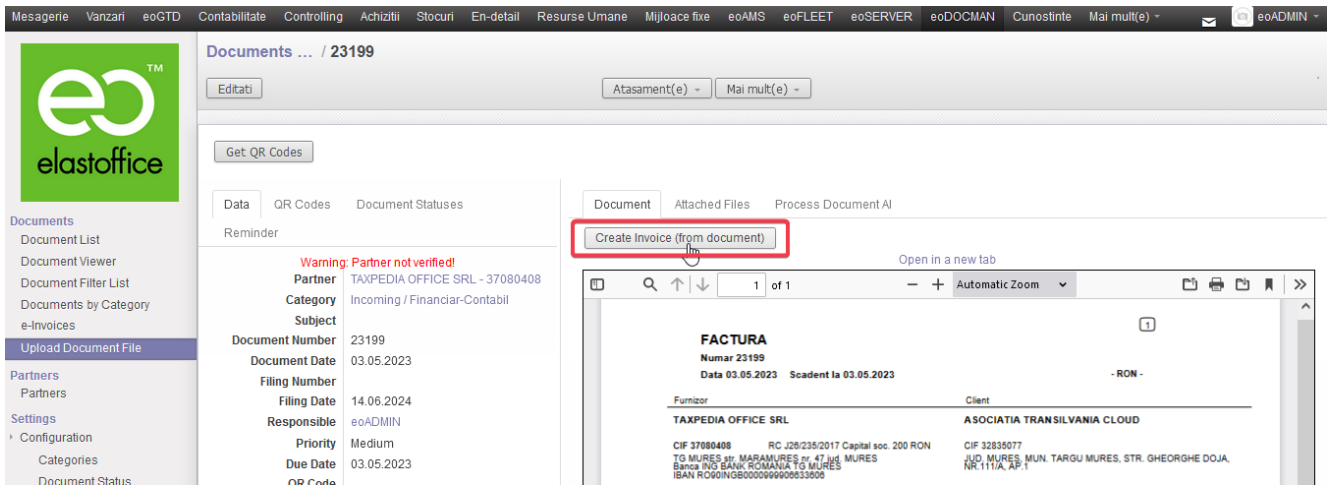 Mesagerie Vanzari eoGTD Contabilitate Controlling Achizitii Stocuri En-detail Resurse Umane Mijloace fixe eoAMS eoFLEET eoSERVER eoDOCMAN Cunostinte Mai mult(e) eoADMIN
Documents ... / 23199
Editati Atasament(e) Mai mult(e)
eo TM
elastoffice
Get QR Codes
Data QR Codes Document Statuses
Reminder
Document Attached Files Process Document AI
Create Invoice (from document)
Open in a new tab
Documents
Document List
Document Viewer
Document Filter List
Documents by Category
e-Invoices
Upload Document File
Partners
Partners
Settings
Configuration
Categories
Document Status
Warning: Partner not verified!
Partner TAXPEDIA OFFICE SRL - 37080408
Category Incoming / Financiar-Contabil
Subject
Document Number 23199
Document Date 03.05.2023
Filing Number
Filing Date 14.06.2024
Responsible eoADMIN
Priority Medium
Due Date 03.05.2023
QR Code
1 of 1 Automatic Zoom
1
FACTURA
Numar 23199
Data 03.05.2023 Scadent la 03.05.2023 - RON -
Furnizor Client
TAXPEDIA OFFICE SRL ASOCIATIA TRANSILVANIA CLOUD
CIF 37080408 RC J26/235/2017 Capital soc. 200 RON CIF 32835077
TG MURES str. MARAMURES nr. 47 jud. MURES JUD. MURES, MUN. TARGU MURES, STR. GHEORGHE DOJA,
Banca ING BANK ROMANIA TG MURES NR.111/A, AP.1
IBAN RO90INGB0000999906633606